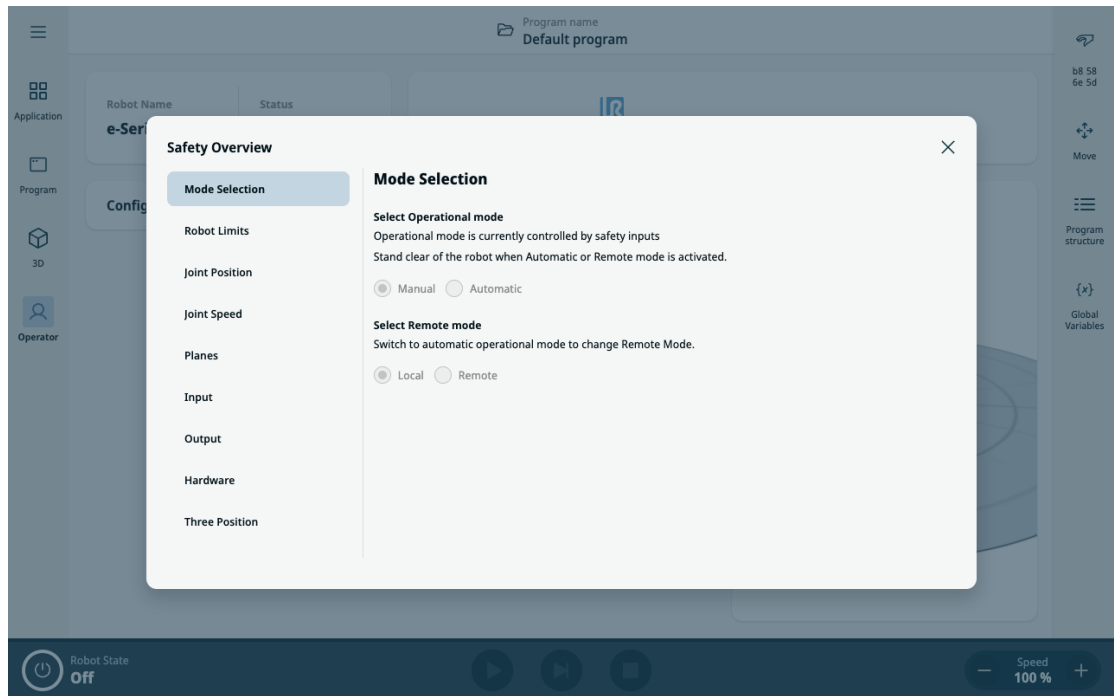 Program name
Default program
Application
Program
3D
Operator
Robot Name
Status
e-Seri
Config
Safety Overview
Mode Selection
Robot Limits
Joint Position
Joint Speed
Planes
Input
Output
Hardware
Three Position
Mode Selection
Select Operational mode
Operational mode is currently controlled by safety inputs
Stand clear of the robot when Automatic or Remote mode is activated.
Manual Automatic
Select Remote mode
Switch to automatic operational mode to change Remote Mode.
Local Remote
b8 58
6e 5d
Move
Program
structure
{x}
Global
Variables
Robot State
Off
Speed
100 %